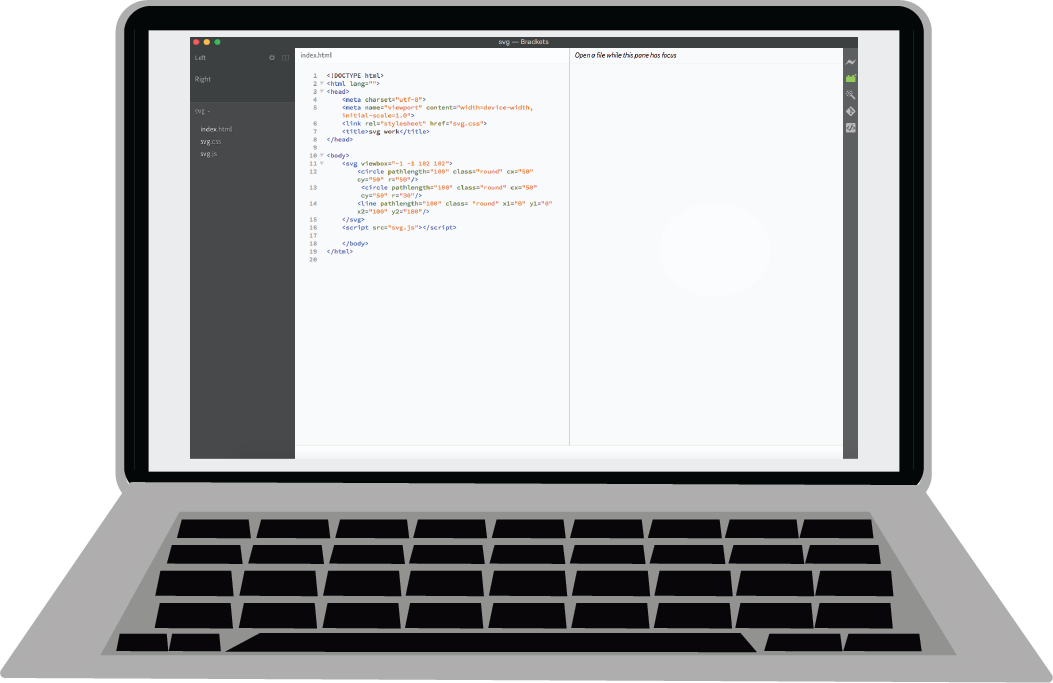 svg — Brackets
Left
Right
svg
index.html
svg.css
svg.js
index.html
Open a file while this pane has focus
1 <!DOCTYPE html>
2 <html lang="">
3 <head>
4 <meta charset="utf-8">
5 <meta name="viewport" content="width=device-width,
initial-scale=1.0">
6 <link rel="stylesheet" href="svg.css">
7 <title>svg work</title>
8 </head>
9
10 <body>
11 <svg viewbox="-1 -1 102 102">
12 <circle pathlength="100" class="round" cx="50"
cy="50" r="50"/>
13 <circle pathlength="100" class="round" cx="50"
cy="50" r="30"/>
14 <line pathlength="100" class= "round" x1="0" y1="0"
x2="100" y2="100"/>
15 </svg>
16 <script src="svg.js"></script>
17
18 </body>
19 </html>
20